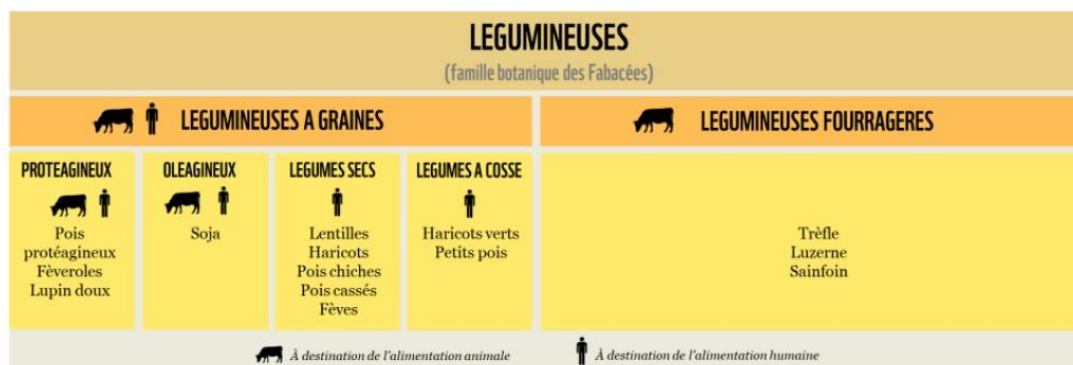 LEGUMINEUSES
(famille botanique des Fabacées)
LEGUMINEUSES A GRAINES
LEGUMINEUSES FOURRAGERES
PROTEAGINEUX
Pois
protéagineux
Fèveroles
Lupin doux
OLEAGINEUX
Soja
LEGUMES SECS
Lentilles
Haricots
Pois chiches
Pois cassés
Fèves
LEGUMES A COSSE
Haricots verts
Petits pois
Trèfle
Luzerne
Sainfoin
À destination de l'alimentation animale
À destination de l'alimentation humaine